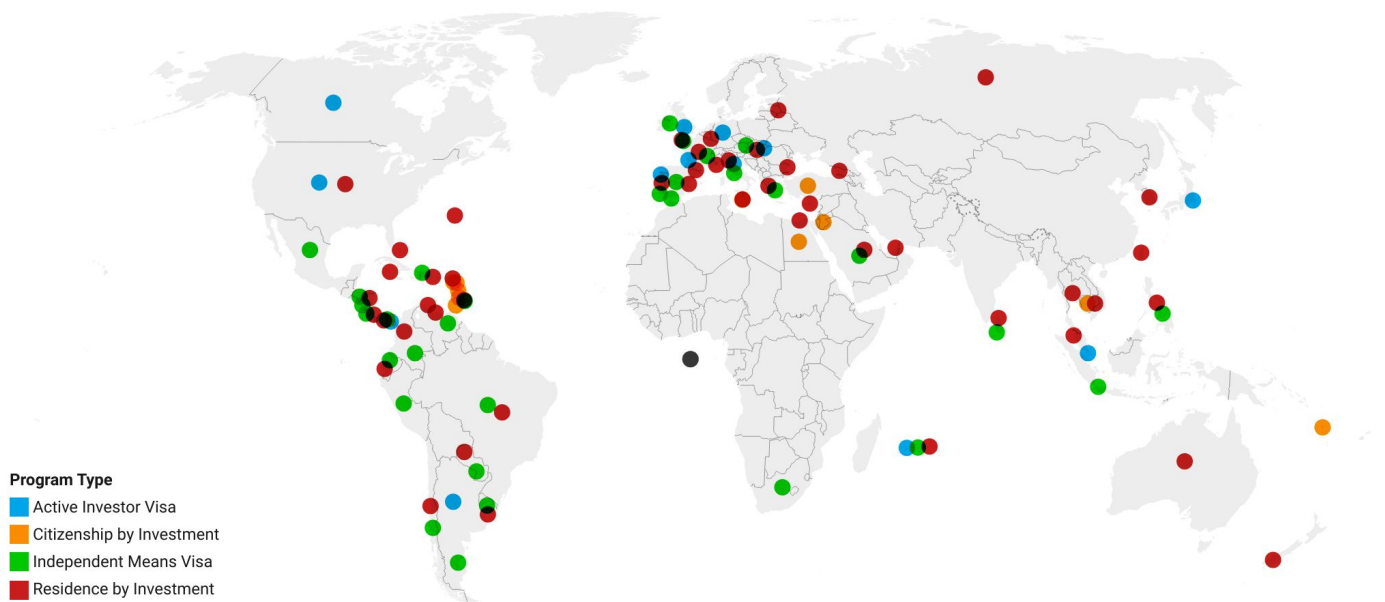 Program Type
Active Investor Visa
Citizenship by Investment
Independent Means Visa
Residence by Investment